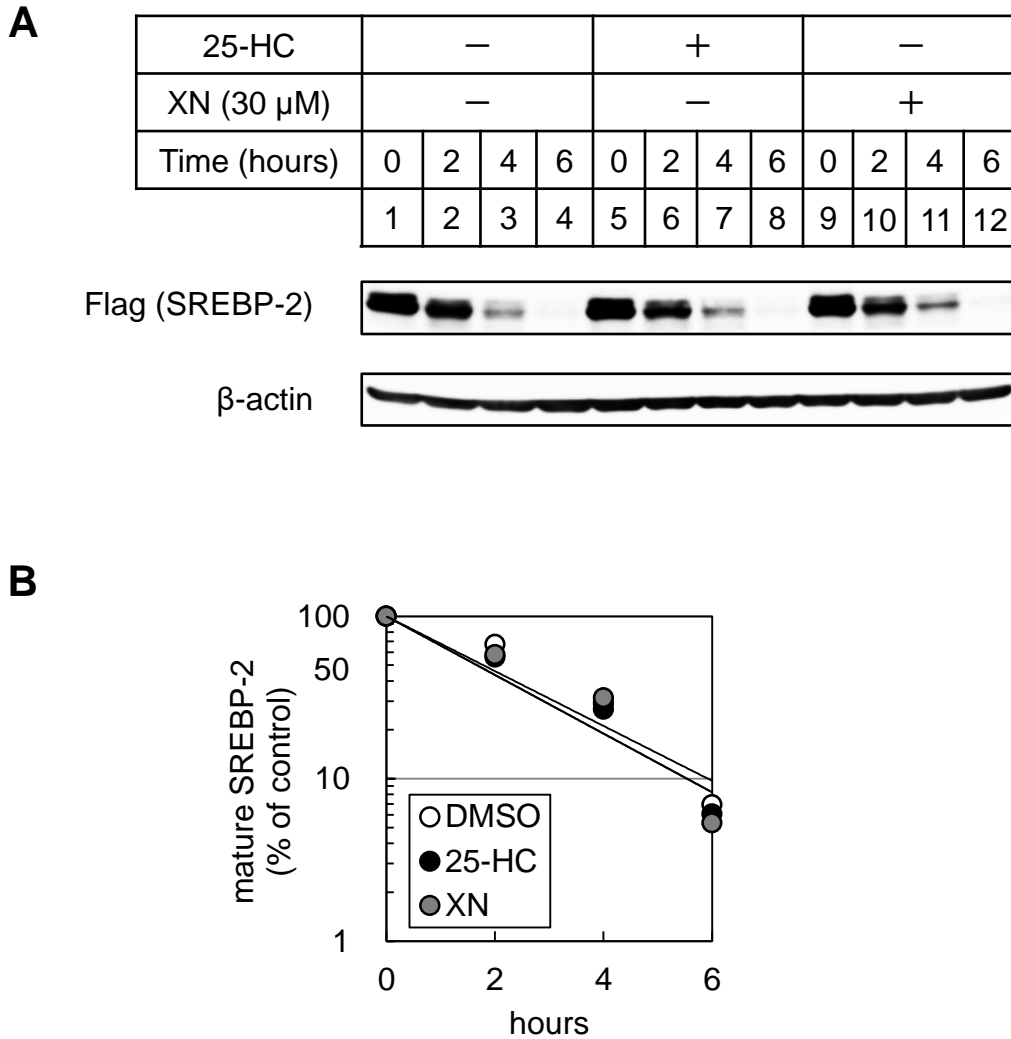 A
25-HC − + −
XN (30 µM) − − +
Time (hours) 0 2 4 6 0 2 4 6 0 2 4 6
1 2 3 4 5 6 7 8 9 10 11 12
Flag (SREBP-2)
β-actin
B
mature SREBP-2
(% of control)
100
50
10
1
DMSO
25-HC
XN
0 2 4 6
hours